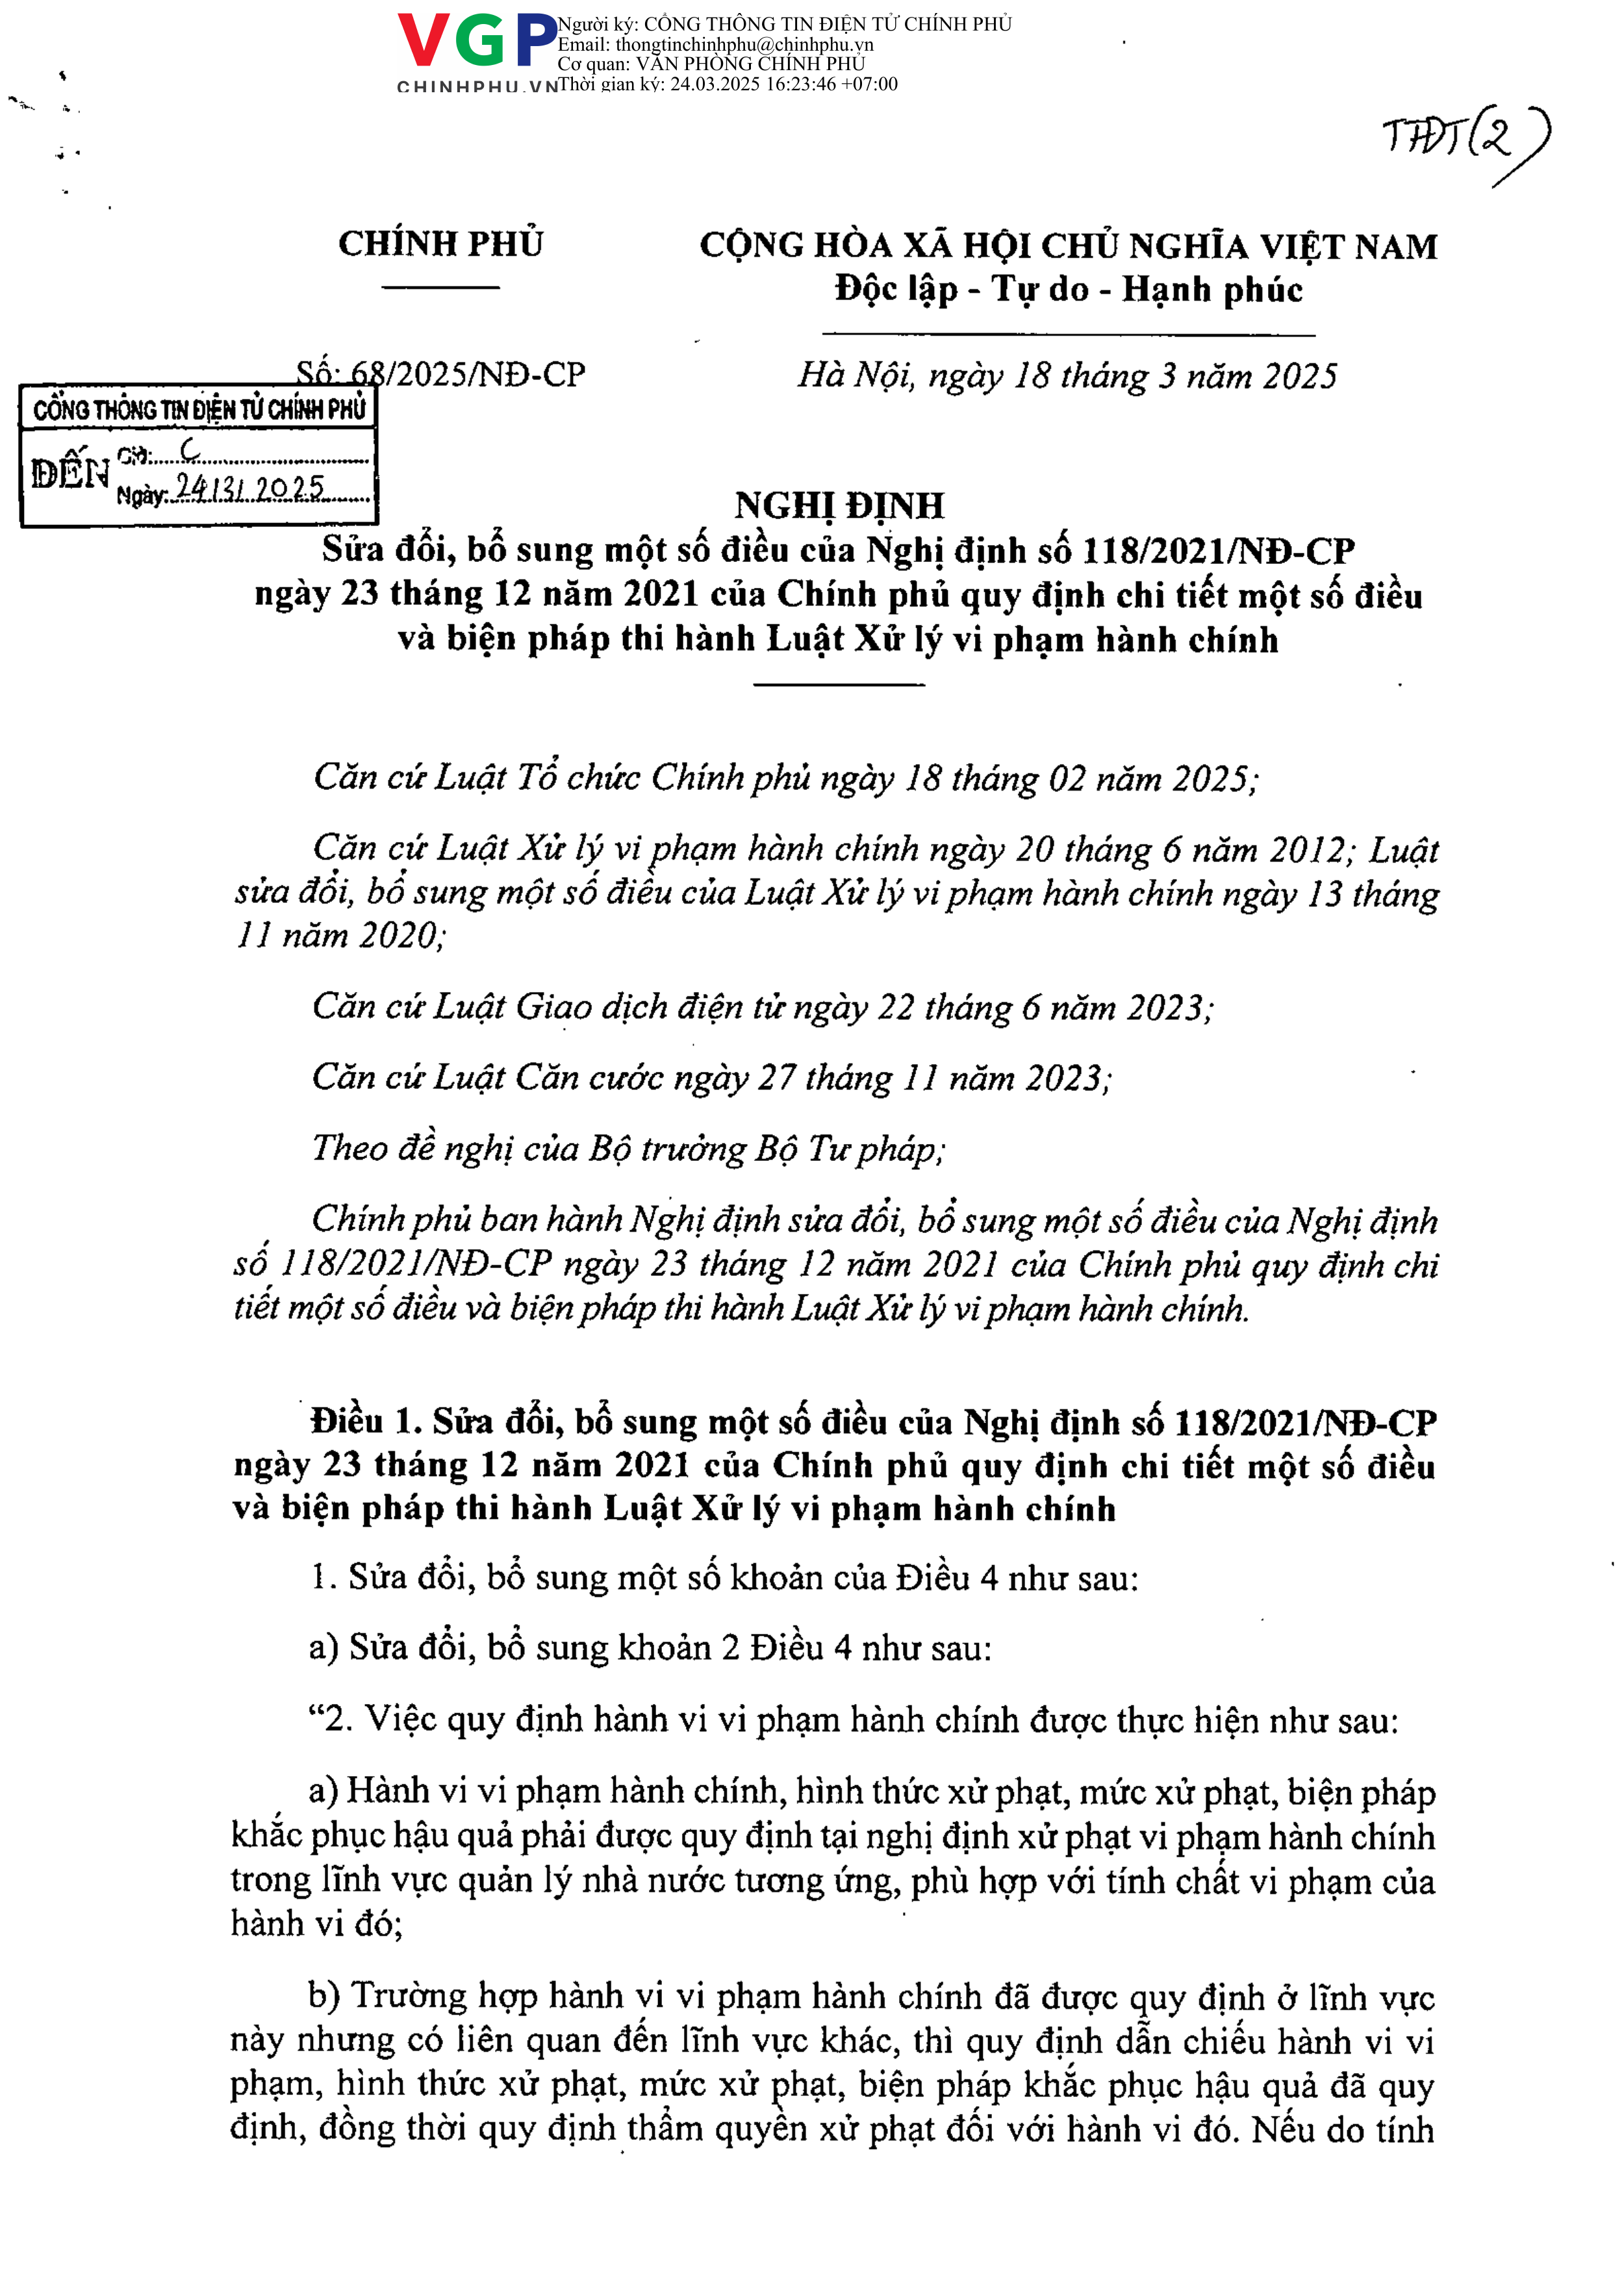 VGP
CHINHPHU.VN
Người ký: CỔNG THÔNG TIN ĐIỆN TỬ CHÍNH PHỦ
Email: thongtinchinhphu@chinhphu.vn
Cơ quan: VĂN PHÒNG CHÍNH PHỦ
Thời gian ký: 24.03.2025 16:23:46 +07:00
TTĐT(2)
CHÍNH PHỦ
CỘNG HÒA XÃ HỘI CHỦ NGHĨA VIỆT NAM
Độc lập - Tự do - Hạnh phúc
Số: 68/2025/NĐ-CP
Hà Nội, ngày 18 tháng 3 năm 2025
CỔNG THÔNG TIN ĐIỆN TỬ CHÍNH PHỦ
ĐẾN
Giờ: C
Ngày: 24/3/2025
NGHỊ ĐỊNH
Sửa đổi, bổ sung một số điều của Nghị định số 118/2021/NĐ-CP
ngày 23 tháng 12 năm 2021 của Chính phủ quy định chi tiết một số điều
và biện pháp thi hành Luật Xử lý vi phạm hành chính
Căn cứ Luật Tổ chức Chính phủ ngày 18 tháng 02 năm 2025;
Căn cứ Luật Xử lý vi phạm hành chính ngày 20 tháng 6 năm 2012; Luật
sửa đổi, bổ sung một số điều của Luật Xử lý vi phạm hành chính ngày 13 tháng
11 năm 2020;
Căn cứ Luật Giao dịch điện tử ngày 22 tháng 6 năm 2023;
Căn cứ Luật Căn cước ngày 27 tháng 11 năm 2023;
Theo đề nghị của Bộ trưởng Bộ Tư pháp;
Chính phủ ban hành Nghị định sửa đổi, bổ sung một số điều của Nghị định
số 118/2021/NĐ-CP ngày 23 tháng 12 năm 2021 của Chính phủ quy định chi
tiết một số điều và biện pháp thi hành Luật Xử lý vi phạm hành chính.
Điều 1. Sửa đổi, bổ sung một số điều của Nghị định số 118/2021/NĐ-CP
ngày 23 tháng 12 năm 2021 của Chính phủ quy định chi tiết một số điều
và biện pháp thi hành Luật Xử lý vi phạm hành chính
1. Sửa đổi, bổ sung một số khoản của Điều 4 như sau:
a) Sửa đổi, bổ sung khoản 2 Điều 4 như sau:
“2. Việc quy định hành vi vi phạm hành chính được thực hiện như sau:
a) Hành vi vi phạm hành chính, hình thức xử phạt, mức xử phạt, biện pháp
khắc phục hậu quả phải được quy định tại nghị định xử phạt vi phạm hành chính
trong lĩnh vực quản lý nhà nước tương ứng, phù hợp với tính chất vi phạm của
hành vi đó;
b) Trường hợp hành vi vi phạm hành chính đã được quy định ở lĩnh vực
này nhưng có liên quan đến lĩnh vực khác, thì quy định dẫn chiếu hành vi vi
phạm, hình thức xử phạt, mức xử phạt, biện pháp khắc phục hậu quả đã quy
định, đồng thời quy định thẩm quyền xử phạt đối với hành vi đó. Nếu do tính